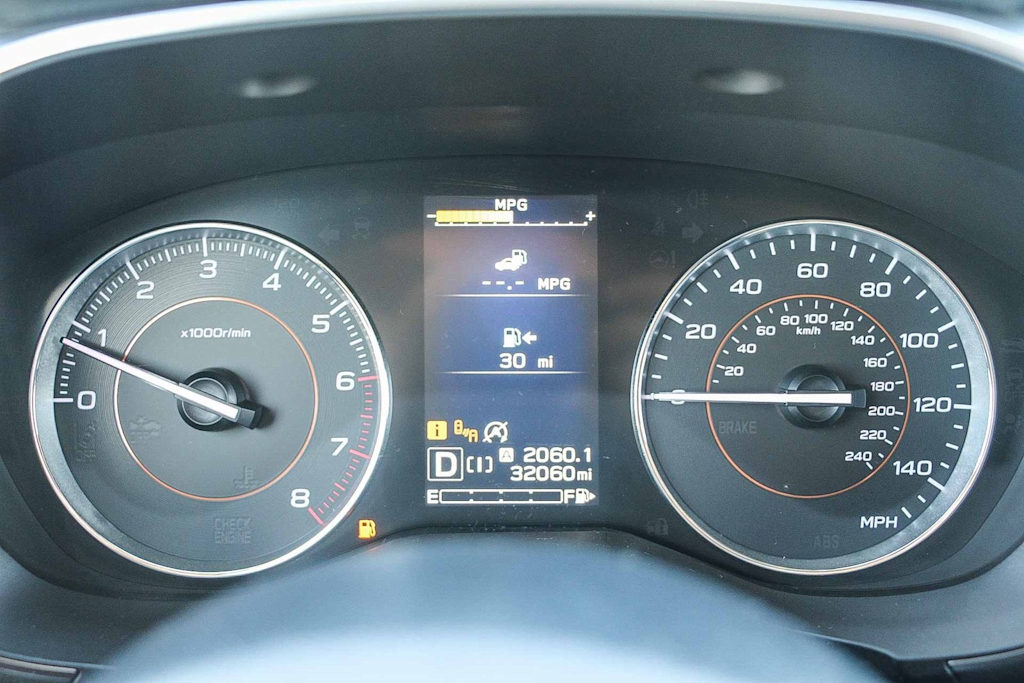 MPG
- +
--.- MPG
30 mi
i A
D A 2060.1
32060mi
E F
0
1
2
3
4
5
6
7
8
x1000r/min
CHECK
ENGINE
20
40
60
80
100
120
140
MPH
20
40
60
80
100
120
140
160
180
200
220
240
km/h
BRAKE
ABS